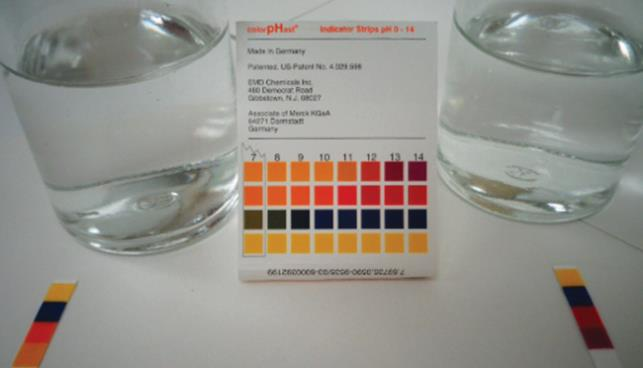 colorpHast® Indicator Strips pH 0 - 14
Made in Germany
Patented. US-Patent No. 4.029.598
EMD Chemicals Inc.
480 Democrat Road
Gibbstown, N.J. 08027
Associate of Merck KGaA
64271 Darmstadt
Germany
7 8 9 10 11 12 13 14